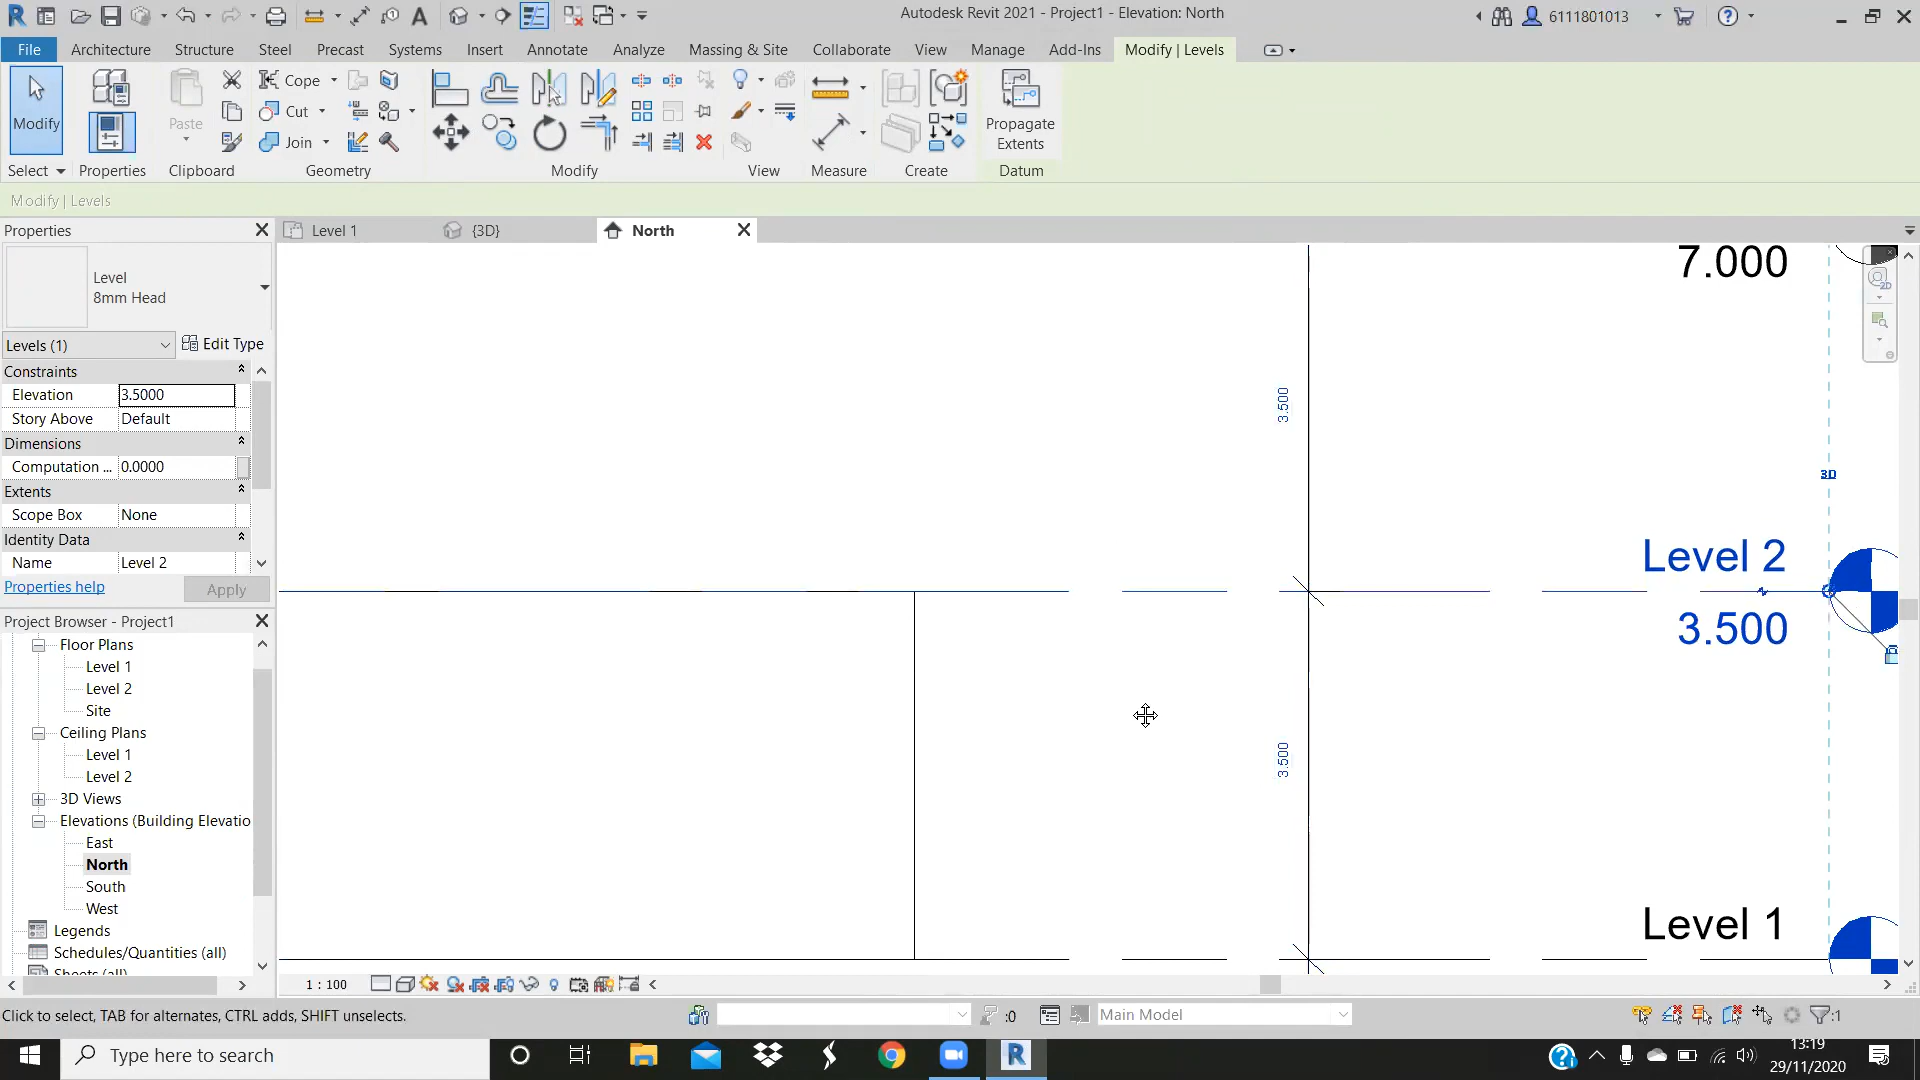 Autodesk Revit 2021 - Project1 - Elevation: North
6111801013
File Architecture Structure Steel Precast Systems Insert Annotate Analyze Massing & Site Collaborate View Manage Add-Ins Modify | Levels
Modify
Paste
Cope
Cut
Join
Propagate
Extents
Select Properties Clipboard Geometry Modify View Measure Create Datum
Modify | Levels
Properties
Level 1 {3D} North
Level
8mm Head
Levels (1) Edit Type
Constraints
Elevation 3.5000
Story Above Default
Dimensions
Computation ... 0.0000
Extents
Scope Box None
Identity Data
Name Level 2
Properties help Apply
Project Browser - Project1
Floor Plans
Level 1
Level 2
Site
Ceiling Plans
Level 1
Level 2
3D Views
Elevations (Building Elevatio
East
North
South
West
Legends
Schedules/Quantities (all)
Sheets (all)
7.000
2D
3.500
3D
Level 2
3.500
3.500
Level 1
1 : 100
Click to select, TAB for alternates, CTRL adds, SHIFT unselects.
:0
Main Model
:1
Type here to search
13:19
29/11/2020